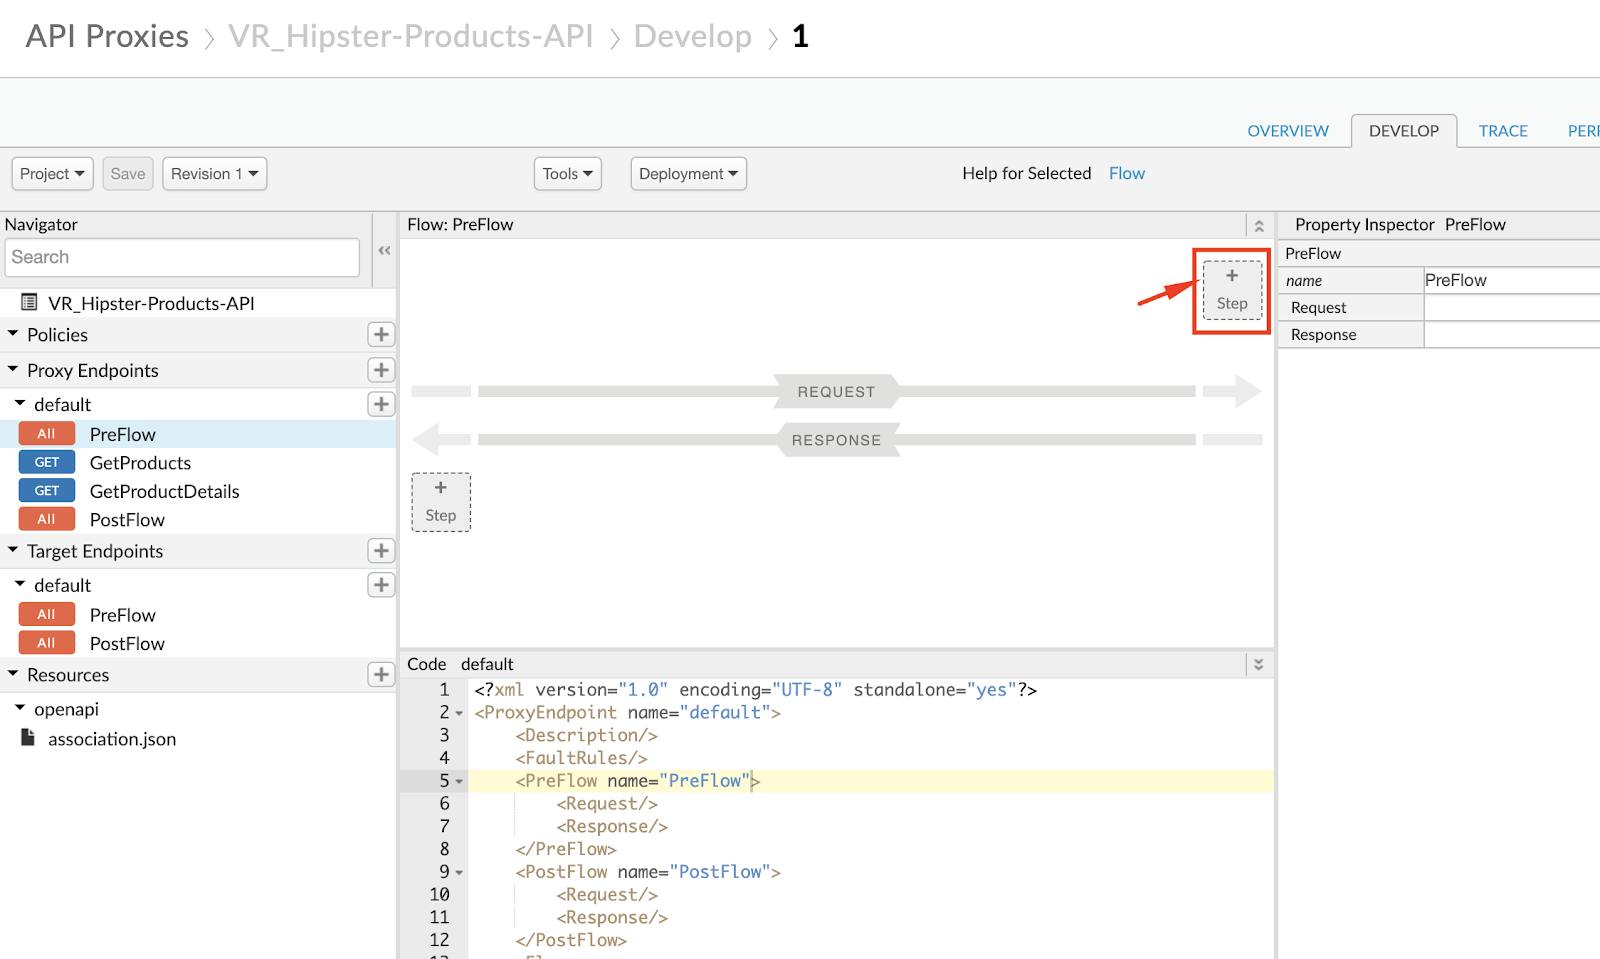 API Proxies > VR_Hipster-Products-API > Develop > 1
OVERVIEW DEVELOP TRACE PERF
Project Save Revision 1 Tools Deployment Help for Selected Flow
Navigator
Search
VR_Hipster-Products-API
Policies
Proxy Endpoints
default
All PreFlow
GET GetProducts
GET GetProductDetails
All PostFlow
Target Endpoints
default
All PreFlow
All PostFlow
Resources
openapi
association.json
Flow: PreFlow
+
Step
REQUEST
RESPONSE
+
Step
Code default
1 <?xml version="1.0" encoding="UTF-8" standalone="yes"?>
2 <ProxyEndpoint name="default">
3 <Description/>
4 <FaultRules/>
5 <PreFlow name="PreFlow">
6 <Request/>
7 <Response/>
8 </PreFlow>
9 <PostFlow name="PostFlow">
10 <Request/>
11 <Response/>
12 </PostFlow>
Property Inspector PreFlow
PreFlow
name PreFlow
Request
Response